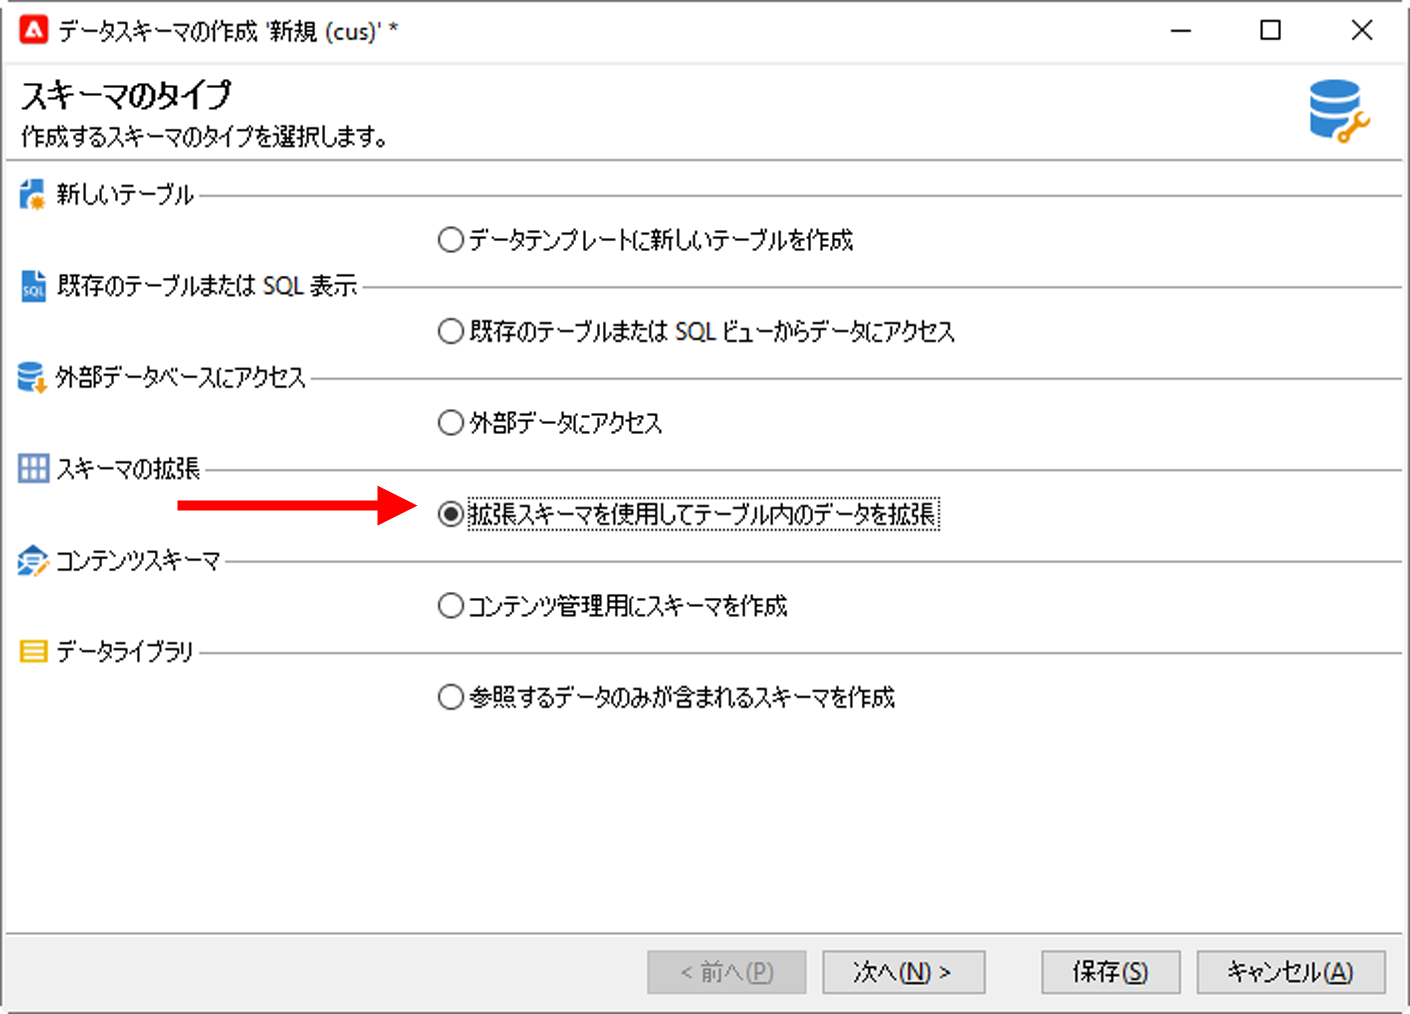 データスキーマの作成 '新規 (cus)' *
スキーマのタイプ
作成するスキーマのタイプを選択します。
新しいテーブル
データテンプレートに新しいテーブルを作成
SQL 既存のテーブルまたは SQL 表示
既存のテーブルまたは SQL ビューからデータにアクセス
外部データベースにアクセス
外部データにアクセス
スキーマの拡張
拡張スキーマを使用してテーブル内のデータを拡張
コンテンツスキーマ
コンテンツ管理用にスキーマを作成
データライブラリ
参照するデータのみが含まれるスキーマを作成
< 前へ(P) 次へ(N) > 保存(S) キャンセル(A)